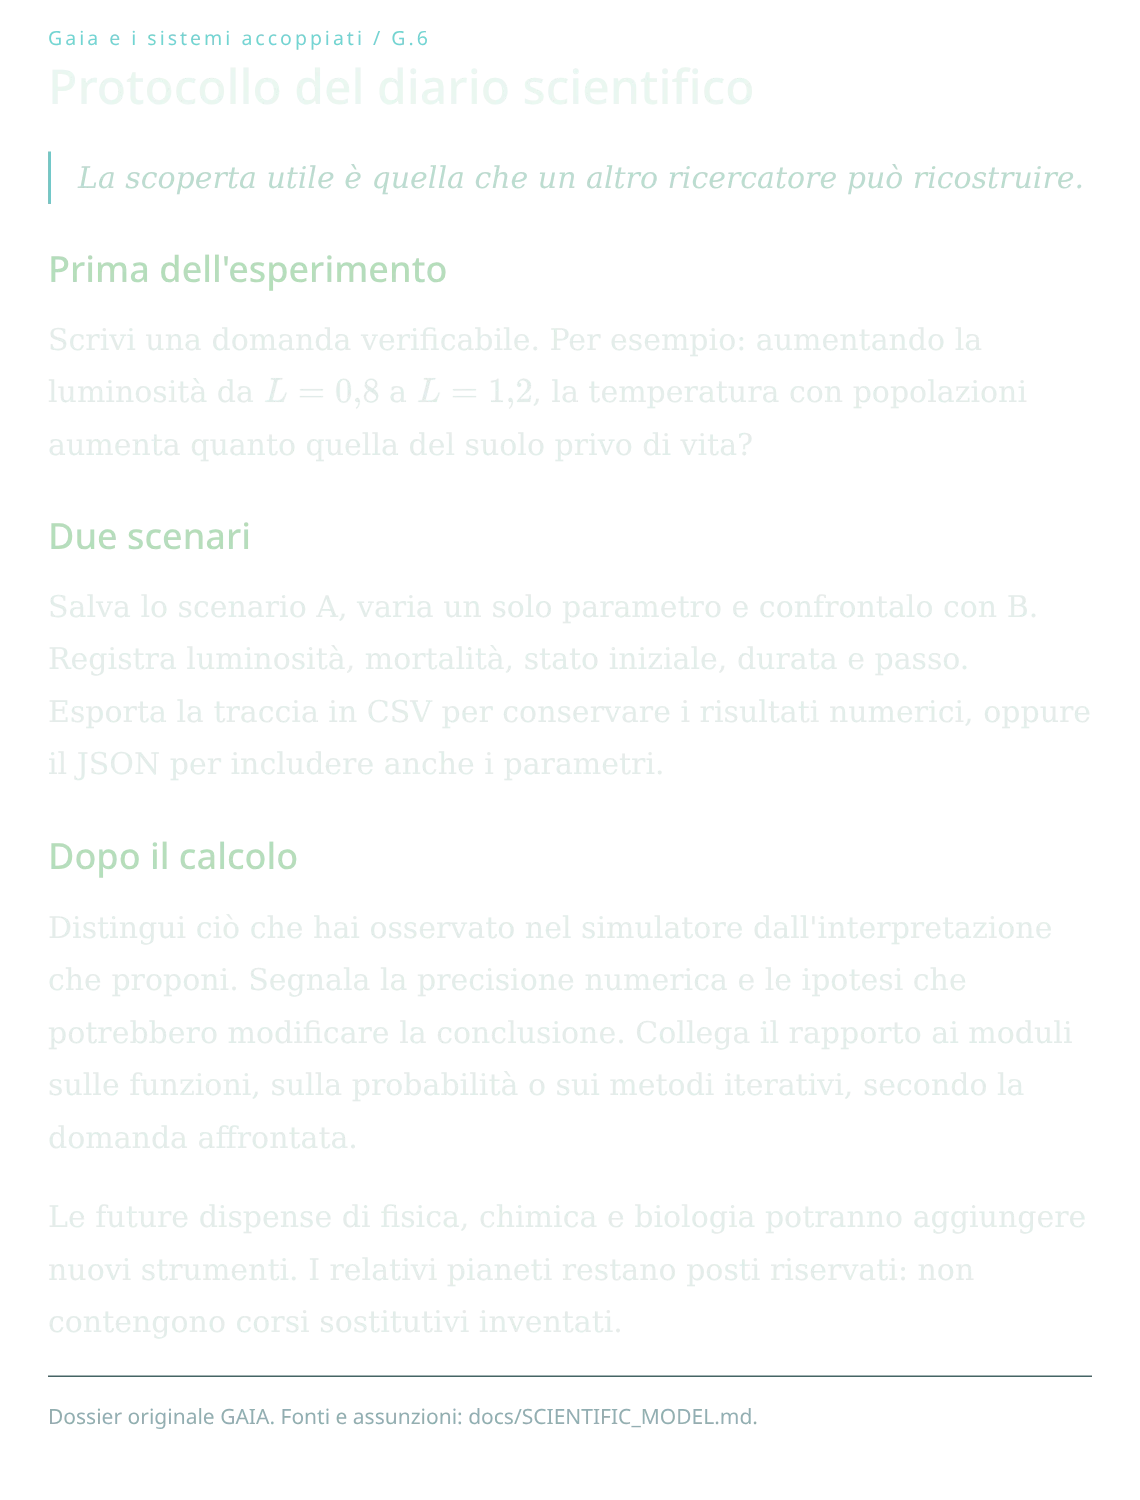 Gaia e i sistemi accoppiati / G.6
Protocollo del diario scientifico
La scoperta utile è quella che un altro ricercatore può ricostruire.
Prima dell'esperimento
Scrivi una domanda verificabile. Per esempio: aumentando la
luminosità da L = 0,8 a L = 1,2, la temperatura con popolazioni
aumenta quanto quella del suolo privo di vita?
Due scenari
Salva lo scenario A, varia un solo parametro e confrontalo con B.
Registra luminosità, mortalità, stato iniziale, durata e passo.
Esporta la traccia in CSV per conservare i risultati numerici, oppure
il JSON per includere anche i parametri.
Dopo il calcolo
Distingui ciò che hai osservato nel simulatore dall'interpretazione
che proponi. Segnala la precisione numerica e le ipotesi che
potrebbero modificare la conclusione. Collega il rapporto ai moduli
sulle funzioni, sulla probabilità o sui metodi iterativi, secondo la
domanda affrontata.
Le future dispense di fisica, chimica e biologia potranno aggiungere
nuovi strumenti. I relativi pianeti restano posti riservati: non
contengono corsi sostitutivi inventati.
Dossier originale GAIA. Fonti e assunzioni: docs/SCIENTIFIC_MODEL.md.